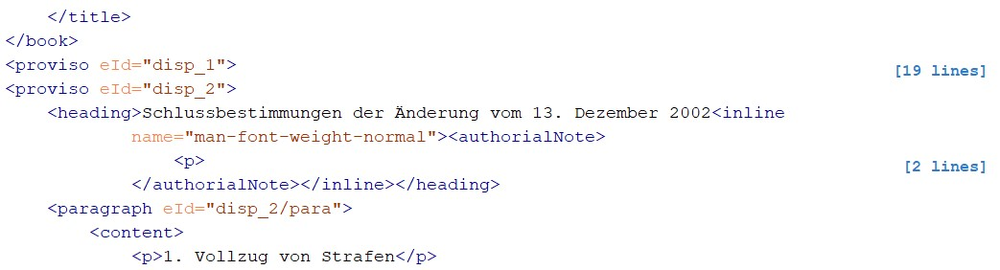 </title>
</book>
<proviso eId="disp_1"> [19 lines]
<proviso eId="disp_2">
<heading>Schlussbestimmungen der Änderung vom 13. Dezember 2002<inline
name="man-font-weight-normal"><authorialNote>
<p> [2 lines]
</authorialNote></inline></heading>
<paragraph eId="disp_2/para">
<content>
<p>1. Vollzug von Strafen</p>